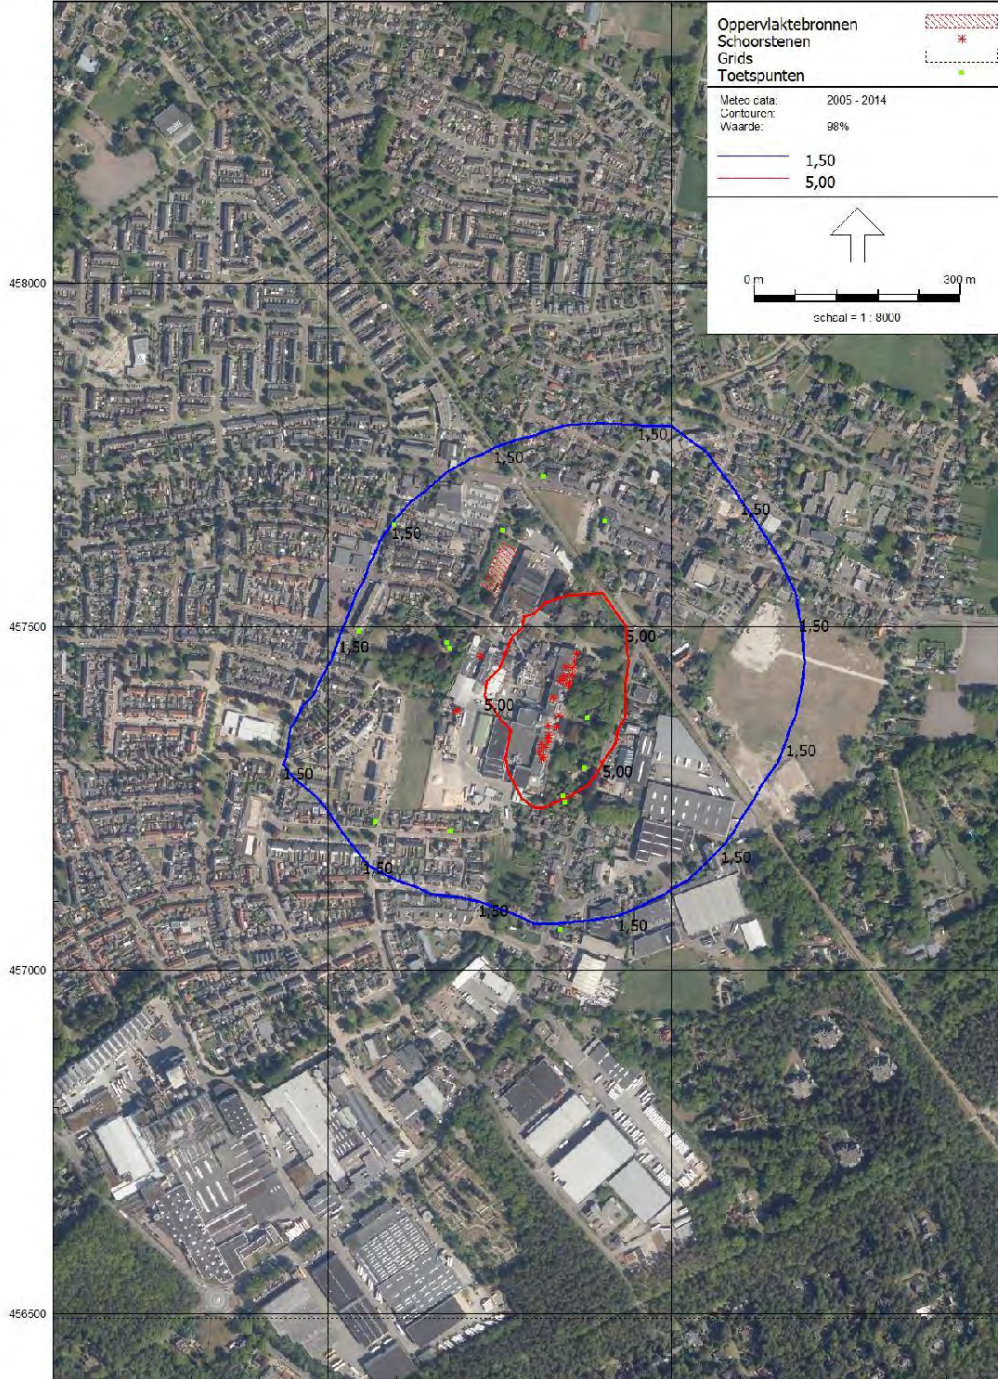 Oppervlaktebronnen
Schoorstenen
Grids
Toetspunten
Meteo data: 2005 - 2014
Contouren:
Waarde: 98%
1,50
5,00
0 m 300 m
schaal = 1 : 8000
458000
1,50
1,50
1,50
1,50
457500
1,50
5,00
1,50
5,00
1,50
5,00
1,50
1,50
1,50
1,50
1,50
457000
456500